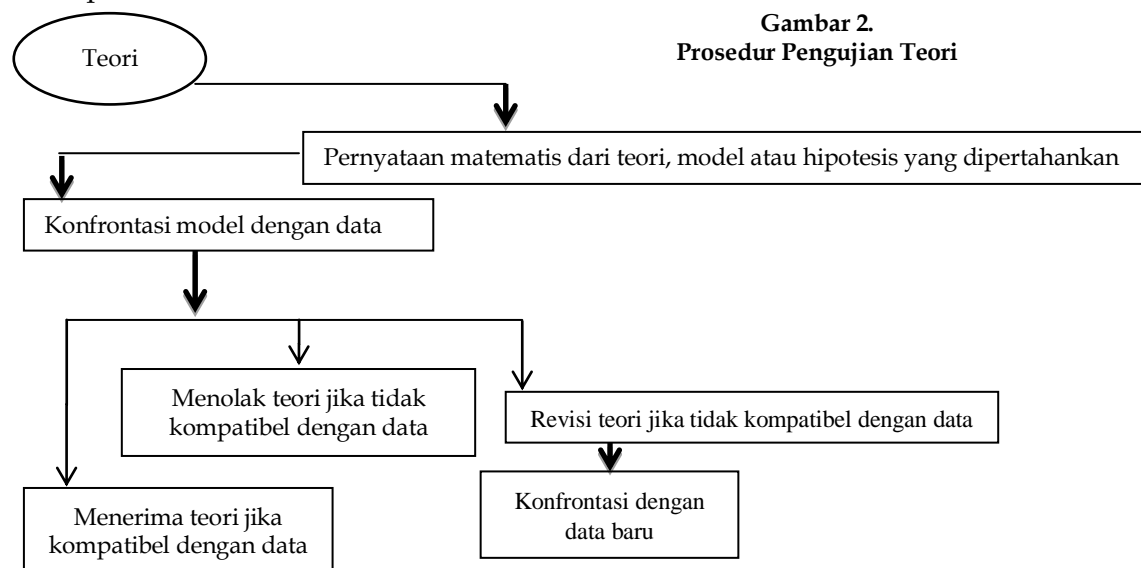 Gambar 2.
Prosedur Pengujian Teori
Teori
Pernyataan matematis dari teori, model atau hipotesis yang dipertahankan
Konfrontasi model dengan data
Menolak teori jika tidak
kompatibel dengan data
Revisi teori jika tidak kompatibel dengan data
Menerima teori jika
kompatibel dengan data
Konfrontasi dengan
data baru